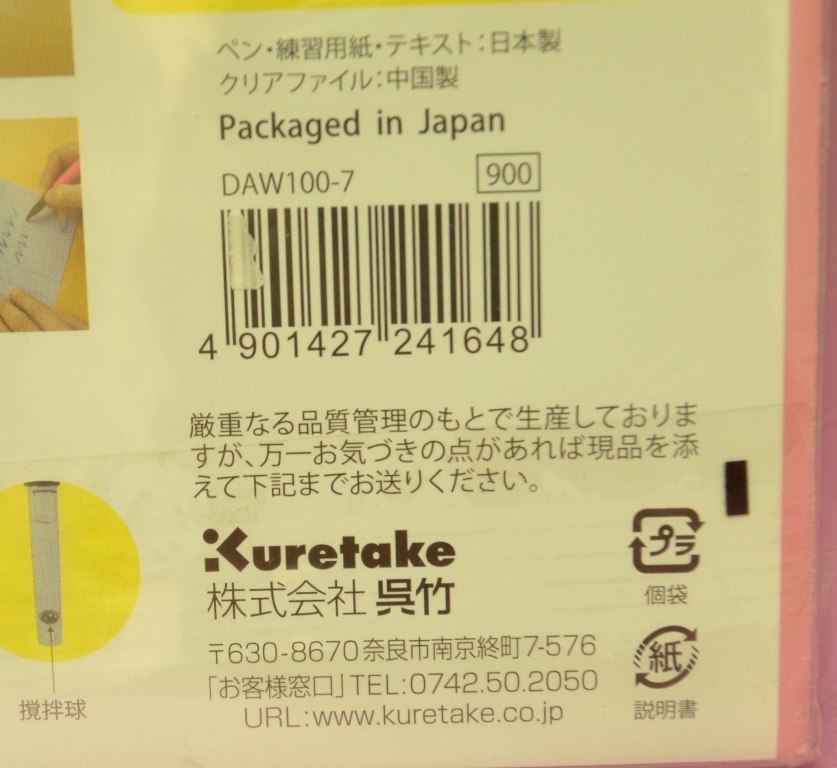 ペン・練習用紙・テキスト：日本製
クリアファイル：中国製
Packaged in Japan
DAW100-7
900
4 901427 241648
厳重なる品質管理のもとで生産しておりま
すが、万一お気づきの点があれば現品を添
えて下記までお送りください。
Kuretake
株式会社 呉竹
〒630-8670奈良市南京終町7-576
「お客様窓口」TEL:0742.50.2050
URL:www.kuretake.co.jp
プラ
個袋
紙
説明書
撹拌球